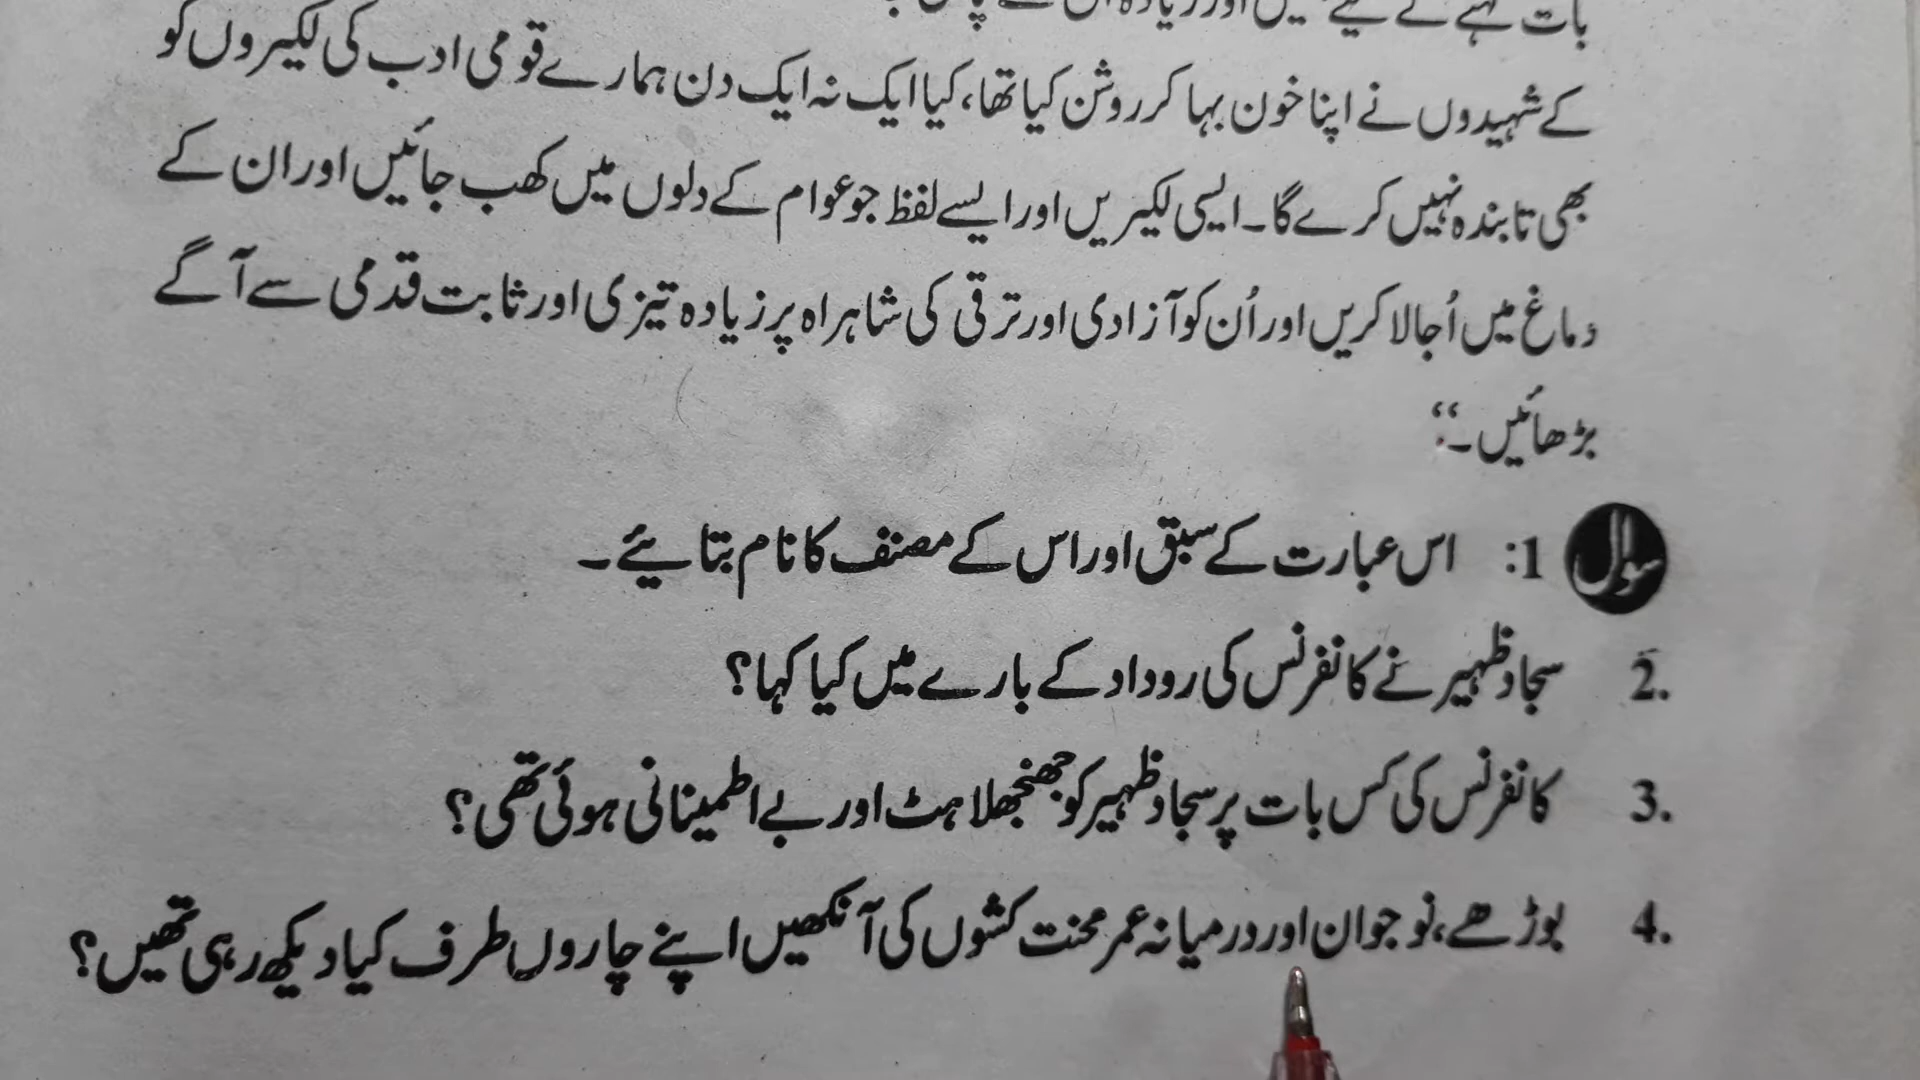 بات کہنے کے لیے
کے شہیدوں نے اپنا خون بہا کر روشن کیا تھا، کیا ایک نہ ایک دن ہمارے قومی ادب کی لکیروں کو
بھی تابندہ نہیں کرے گا۔ ایسی لکیریں اور ایسے لفظ جو عوام کے دلوں میں کھب جائیں اور ان کے
دماغ میں اُجالا کریں اور اُن کو آزادی اور ترقی کی شاہراہ پر زیادہ تیزی اور ثابت قدمی سے آگے
بڑھائیں۔“
سوال 1: اس عبارت کے سبق اور اس کے مصنف کا نام بتائیے۔
2. سجاد ظہیر نے کانفرنس کی روداد کے بارے میں کیا کہا؟
3. کانفرنس کی کس بات پر سجاد ظہیر کو جھنجھلاہٹ اور بے اطمینانی ہوئی تھی؟
4. بوڑھے، نوجوان اور درمیانہ عمر محنت کشوں کی آنکھیں اپنے چاروں طرف کیا دیکھ رہی تھیں؟